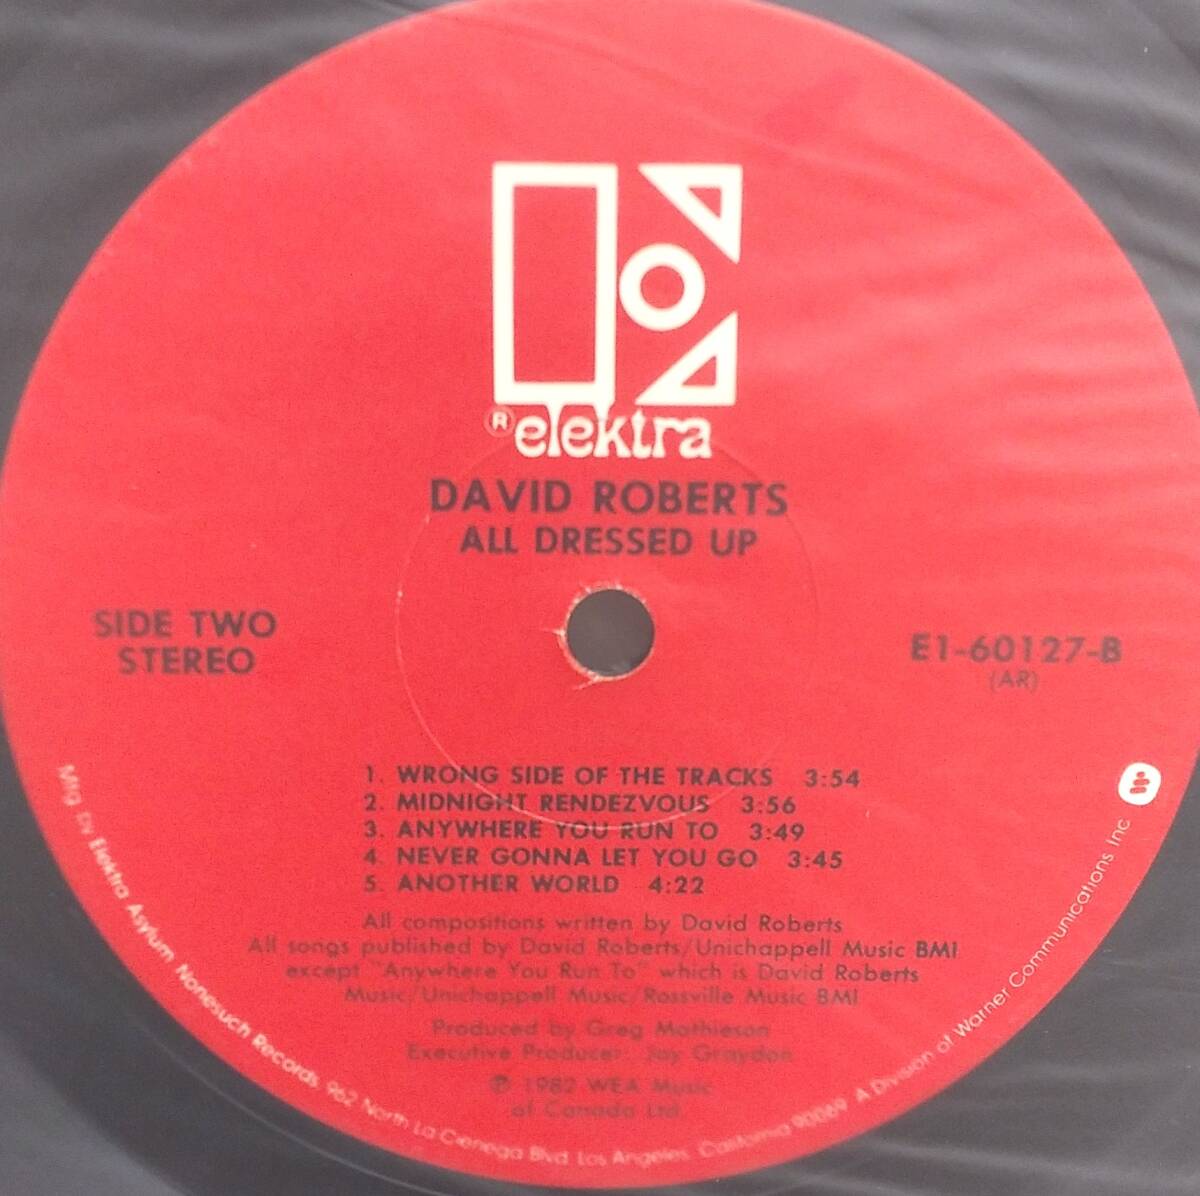 ® elektra
DAVID ROBERTS
ALL DRESSED UP
SIDE TWO
STEREO
E1-60127-B
(AR)
1. WRONG SIDE OF THE TRACKS 3:54
2. MIDNIGHT RENDEZVOUS 3:56
3. ANYWHERE YOU RUN TO 3:49
4. NEVER GONNA LET YOU GO 3:45
5. ANOTHER WORLD 4:22
All compositions written by David Roberts
All songs published by David Roberts/Unichappell Music BMI
except "Anywhere You Run To" which is David Roberts
Music/Unichappell Music/Rossville Music BMI
Produced by Greg Mathieson
Executive Producer: Jay Graydon
℗ 1982 WEA Music
of Canada Ltd.
Mfg. By Elektra Asylum Nonesuch Records 962 North La Cienega Blvd. Los Angeles, California 90069 A Division of Warner Communications Inc.